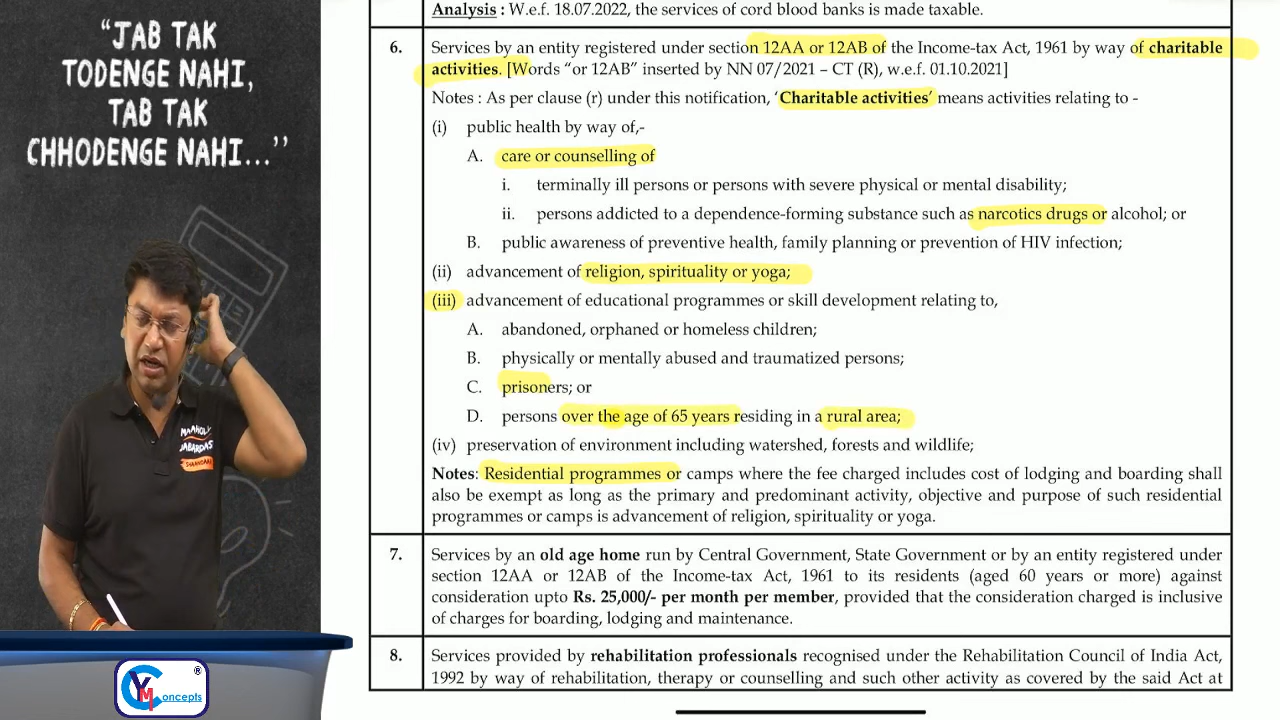 “JAB TAK
TODENGE NAHI,
TAB TAK
CHHODENGE NAHI...’’
MAAHOUL
JABARDAST
SHAANDAAR
YM
Concepts
®
Analysis : W.e.f. 18.07.2022, the services of cord blood banks is made taxable.
6. Services by an entity registered under section 12AA or 12AB of the Income-tax Act, 1961 by way of charitable
activities. [Words “or 12AB” inserted by NN 07/2021 – CT (R), w.e.f. 01.10.2021]
Notes : As per clause (r) under this notification, ‘Charitable activities’ means activities relating to -
(i) public health by way of,-
A. care or counselling of
i. terminally ill persons or persons with severe physical or mental disability;
ii. persons addicted to a dependence-forming substance such as narcotics drugs or alcohol; or
B. public awareness of preventive health, family planning or prevention of HIV infection;
(ii) advancement of religion, spirituality or yoga;
(iii) advancement of educational programmes or skill development relating to,
A. abandoned, orphaned or homeless children;
B. physically or mentally abused and traumatized persons;
C. prisoners; or
D. persons over the age of 65 years residing in a rural area;
(iv) preservation of environment including watershed, forests and wildlife;
Notes: Residential programmes or camps where the fee charged includes cost of lodging and boarding shall
also be exempt as long as the primary and predominant activity, objective and purpose of such residential
programmes or camps is advancement of religion, spirituality or yoga.
7. Services by an old age home run by Central Government, State Government or by an entity registered under
section 12AA or 12AB of the Income-tax Act, 1961 to its residents (aged 60 years or more) against
consideration upto Rs. 25,000/- per month per member, provided that the consideration charged is inclusive
of charges for boarding, lodging and maintenance.
8. Services provided by rehabilitation professionals recognised under the Rehabilitation Council of India Act,
1992 by way of rehabilitation, therapy or counselling and such other activity as covered by the said Act at